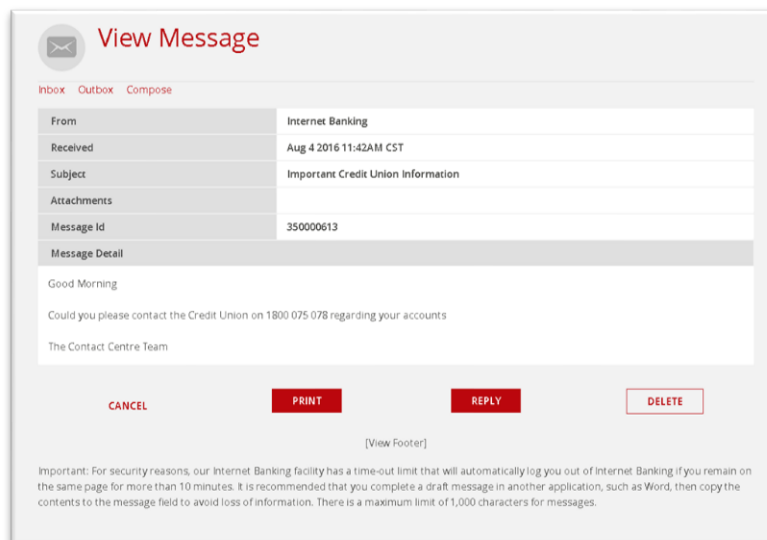 View Message
Inbox Outbox Compose
From Internet Banking
Received Aug 4 2016 11:42AM CST
Subject Important Credit Union Information
Attachments
Message Id 350000613
Message Detail
Good Morning
Could you please contact the Credit Union on 1800 075 078 regarding your accounts
The Contact Centre Team
CANCEL PRINT REPLY DELETE
[View Footer]
Important: For security reasons, our Internet Banking facility has a time-out limit that will automatically log you out of Internet Banking if you remain on
the same page for more than 10 minutes. It is recommended that you complete a draft message in another application, such as Word, then copy the
contents to the message field to avoid loss of information. There is a maximum limit of 1,000 characters for messages.